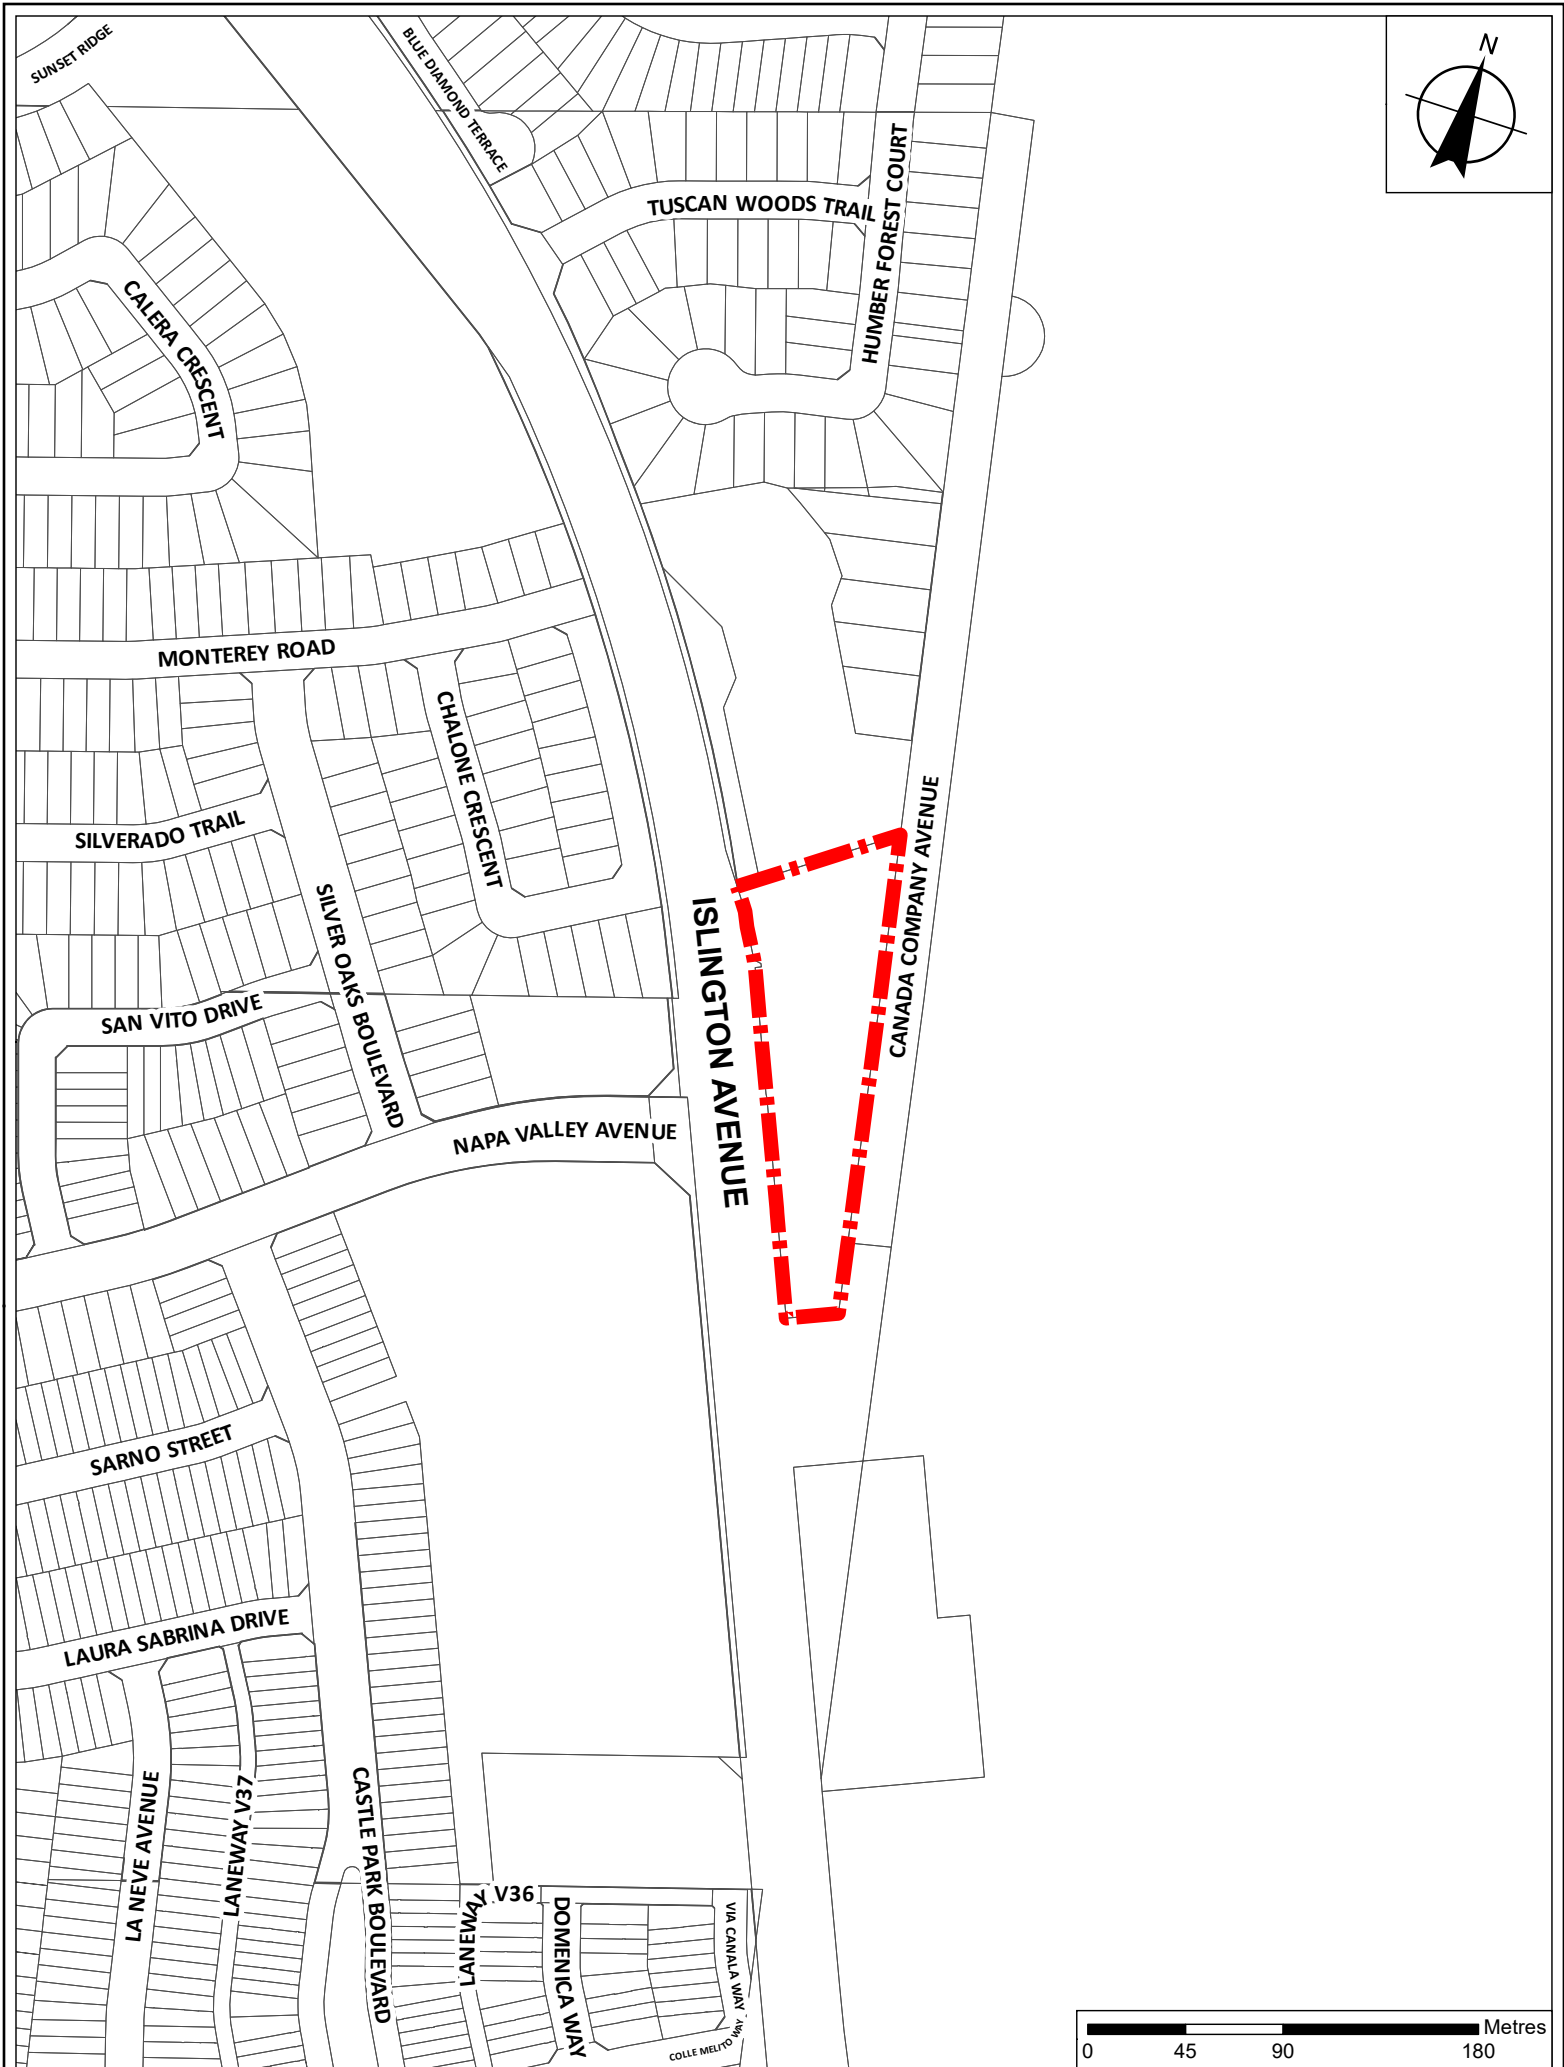 SUNSET RIDGE
BLUE DIAMOND TERRACE
N
TUSCAN WOODS TRAIL
HUMBER FOREST COURT
CALERA CRESCENT
MONTEREY ROAD
CHALONE CRESCENT
SILVERADO TRAIL
CANADA COMPANY AVENUE
SILVER OAKS BOULEVARD
ISLINGTON AVENUE
SAN VITO DRIVE
NAPA VALLEY AVENUE
SARNO STREET
LAURA SABRINA DRIVE
LA NEVE AVENUE
LANEWAY V37
CASTLE PARK BOULEVARD
LANEWAY V36
DOMENICA WAY
VIA CANALA WAY
COLLE MELITO WAY
Metres
0 45 90 180